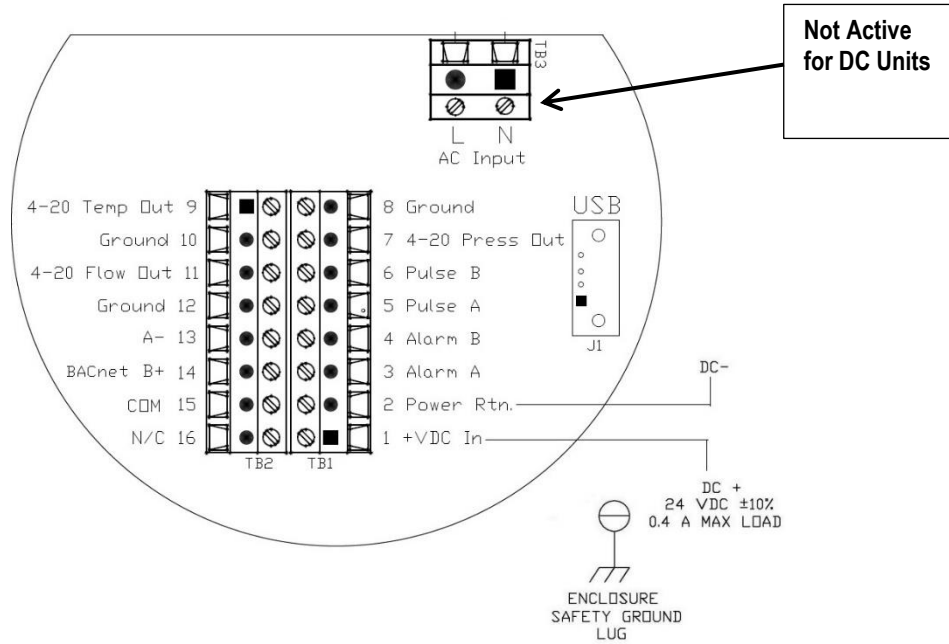 Not Active
for DC Units
TB3
L N
AC Input
4-20 Temp Out 9
Ground 10
4-20 Flow Out 11
Ground 12
A- 13
BACnet B+ 14
COM 15
N/C 16
8 Ground
7 4-20 Press Out
6 Pulse B
5 Pulse A
4 Alarm B
3 Alarm A
2 Power Rtn.
1 +VDC In
TB2 TB1
USB
J1
DC-
DC +
24 VDC ±10%
0.4 A MAX LOAD
ENCLOSURE
SAFETY GROUND
LUG